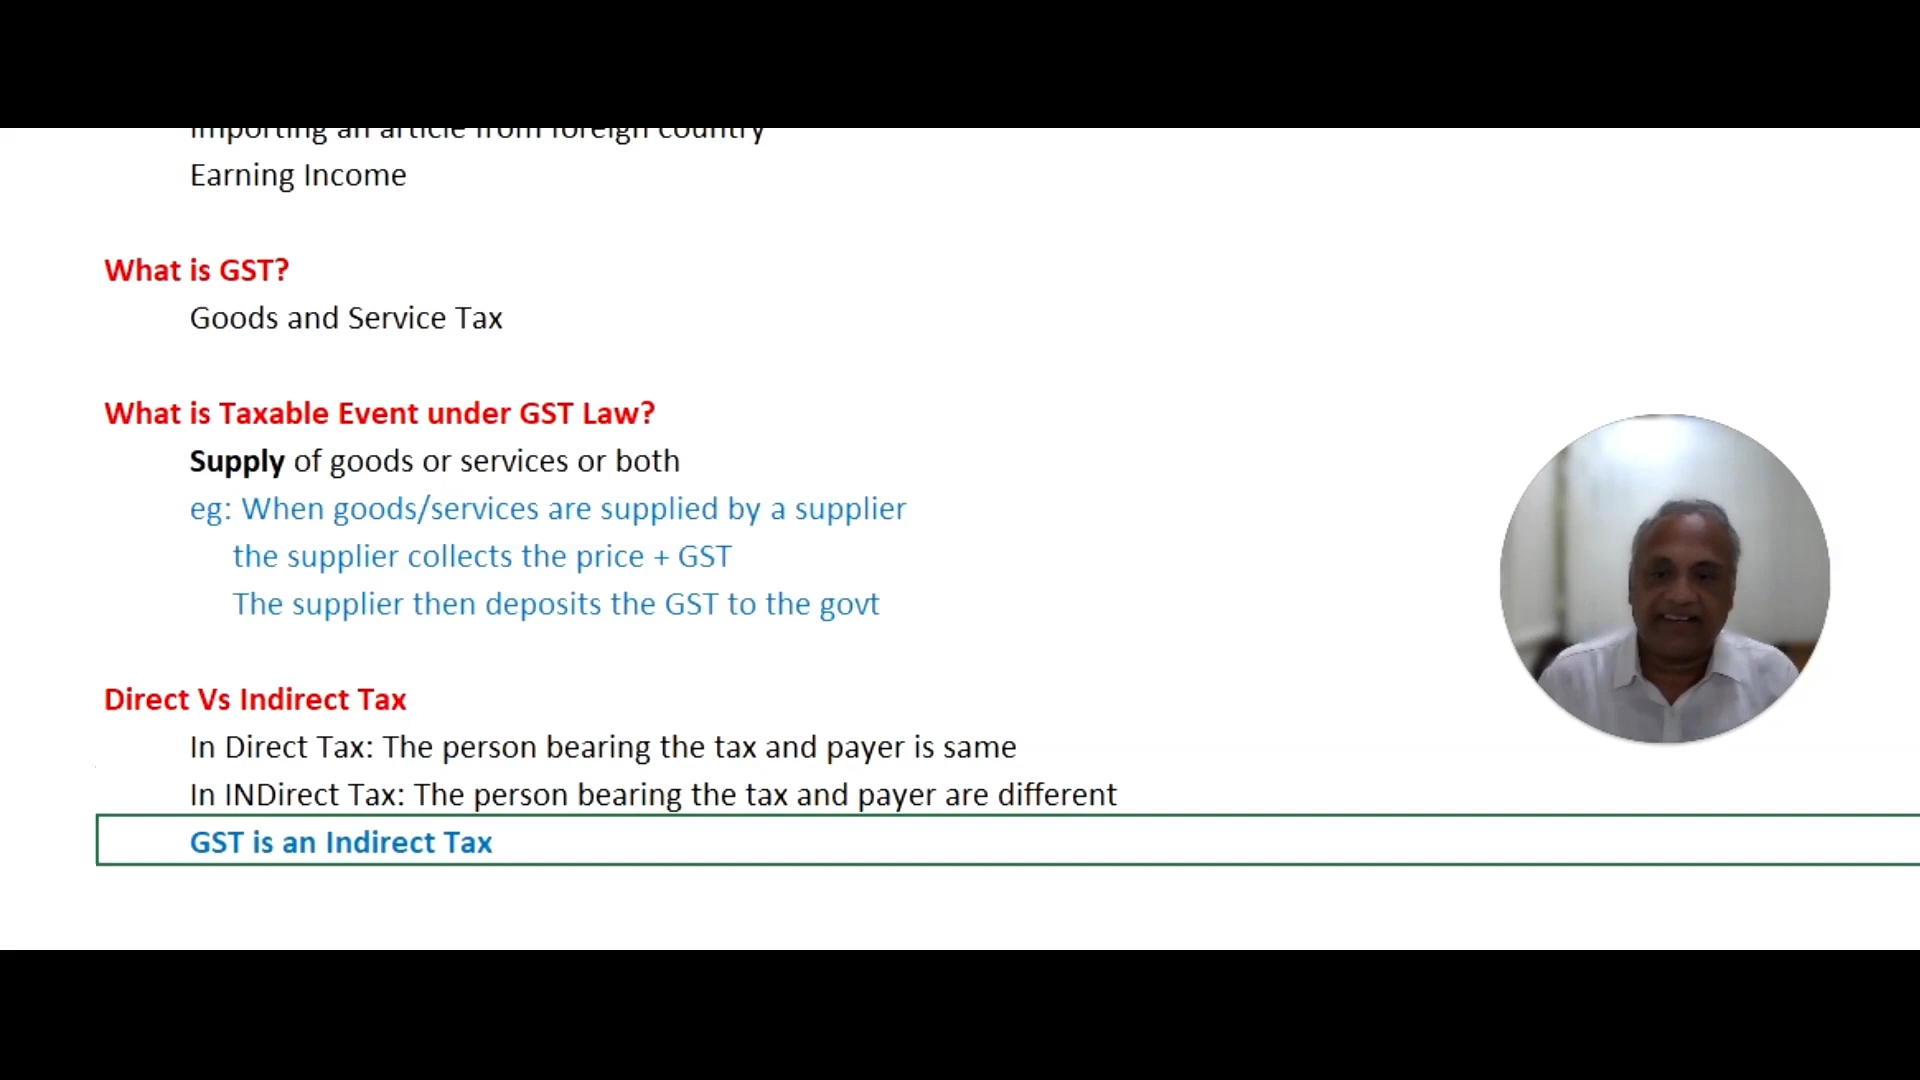 Importing an article from foreign country
Earning Income
What is GST?
Goods and Service Tax
What is Taxable Event under GST Law?
Supply of goods or services or both
eg: When goods/services are supplied by a supplier
the supplier collects the price + GST
The supplier then deposits the GST to the govt
Direct Vs Indirect Tax
In Direct Tax: The person bearing the tax and payer is same
In INDirect Tax: The person bearing the tax and payer are different
GST is an Indirect Tax